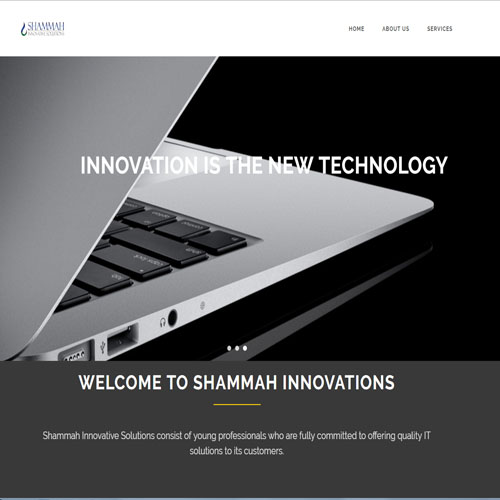 SHAMMAH
HOME ABOUT US SERVICES
INNOVATION IS THE NEW TECHNOLOGY
WELCOME TO SHAMMAH INNOVATIONS
Shammah Innovative Solutions consist of young professionals who are fully committed to offering quality IT
solutions to its customers.